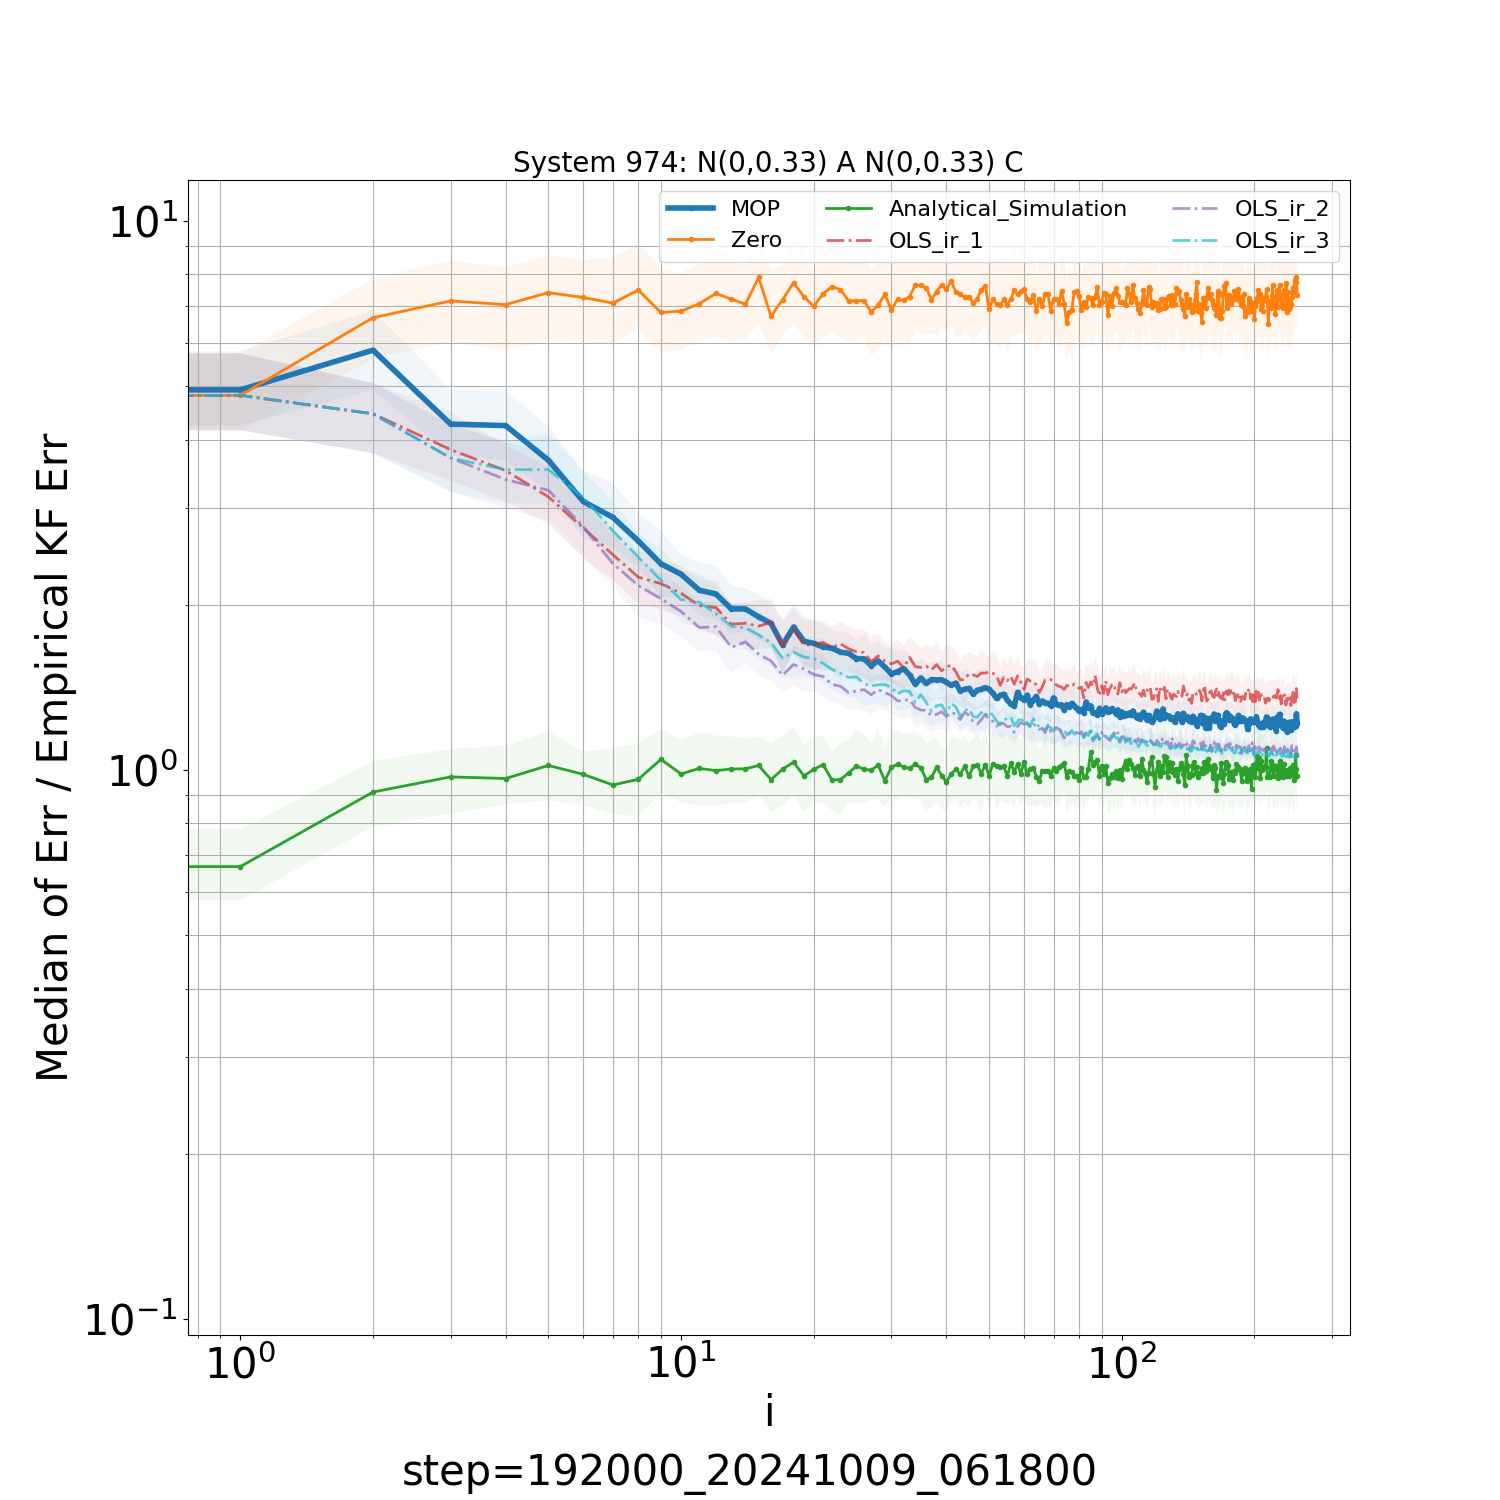 System 974: N(0,0.33) A N(0,0.33) C
MOP
Zero
Analytical_Simulation
OLS_ir_1
OLS_ir_2
OLS_ir_3
Median of Err / Empirical KF Err
10¹
10⁰
10⁻¹
10⁰ 10¹ 10²
i
step=192000_20241009_061800